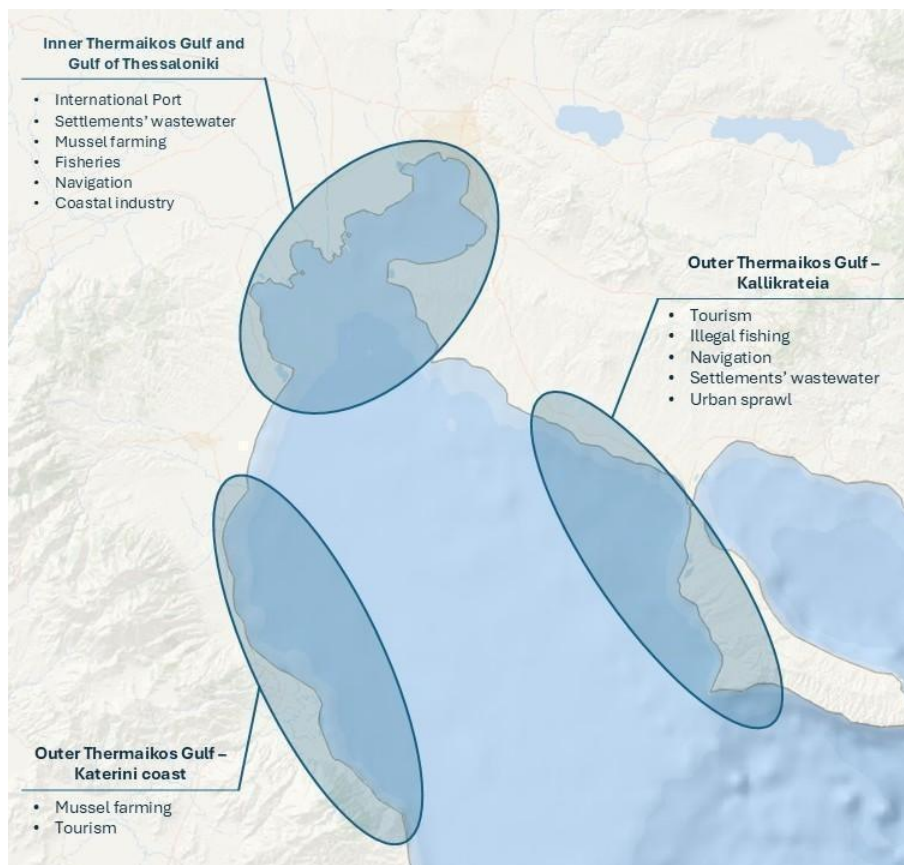 Inner Thermaikos Gulf and
Gulf of Thessaloniki
• International Port
• Settlements’ wastewater
• Mussel farming
• Fisheries
• Navigation
• Coastal industry
Outer Thermaikos Gulf –
Kallikrateia
• Tourism
• Illegal fishing
• Navigation
• Settlements’ wastewater
• Urban sprawl
Outer Thermaikos Gulf –
Katerini coast
• Mussel farming
• Tourism